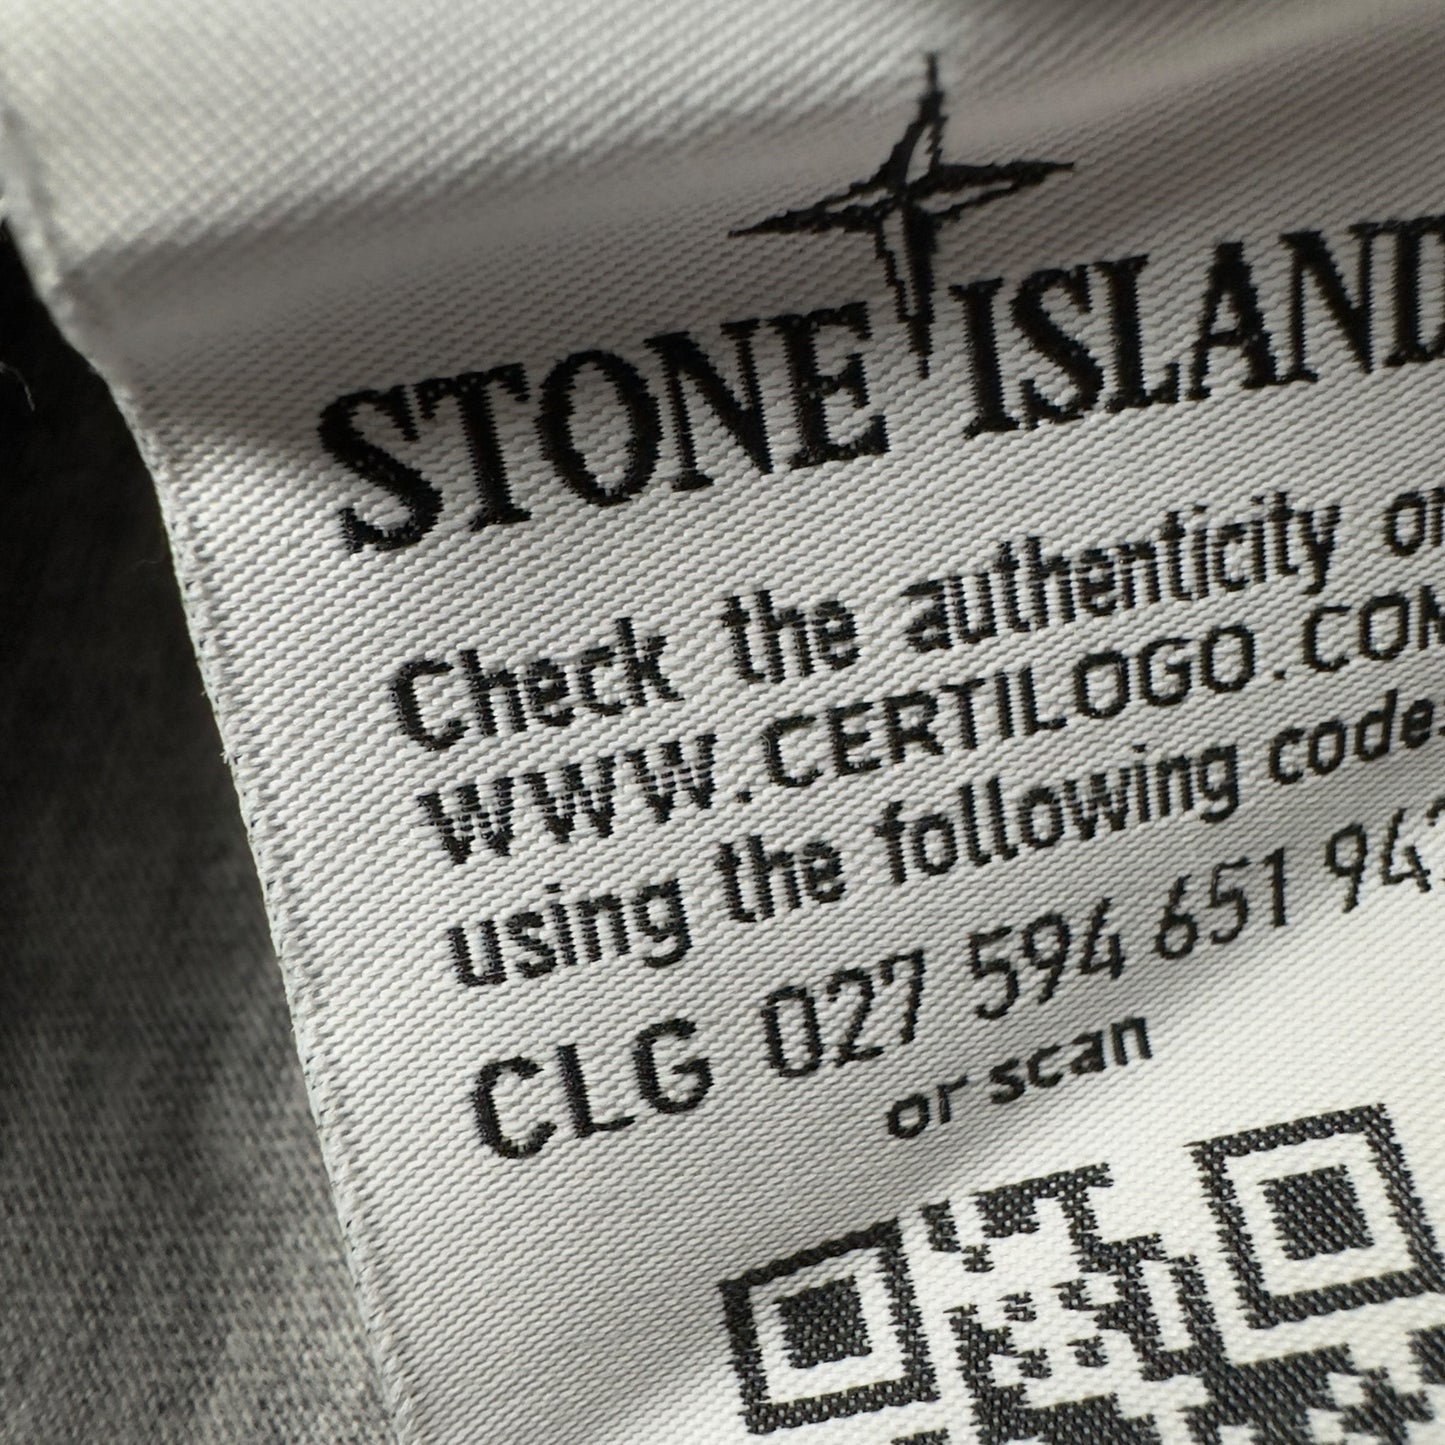 STONE ISLAND
Check the authenticity on
WWW.CERTILOGO.COM
using the following code:
CLG 027 594 651 94
or scan